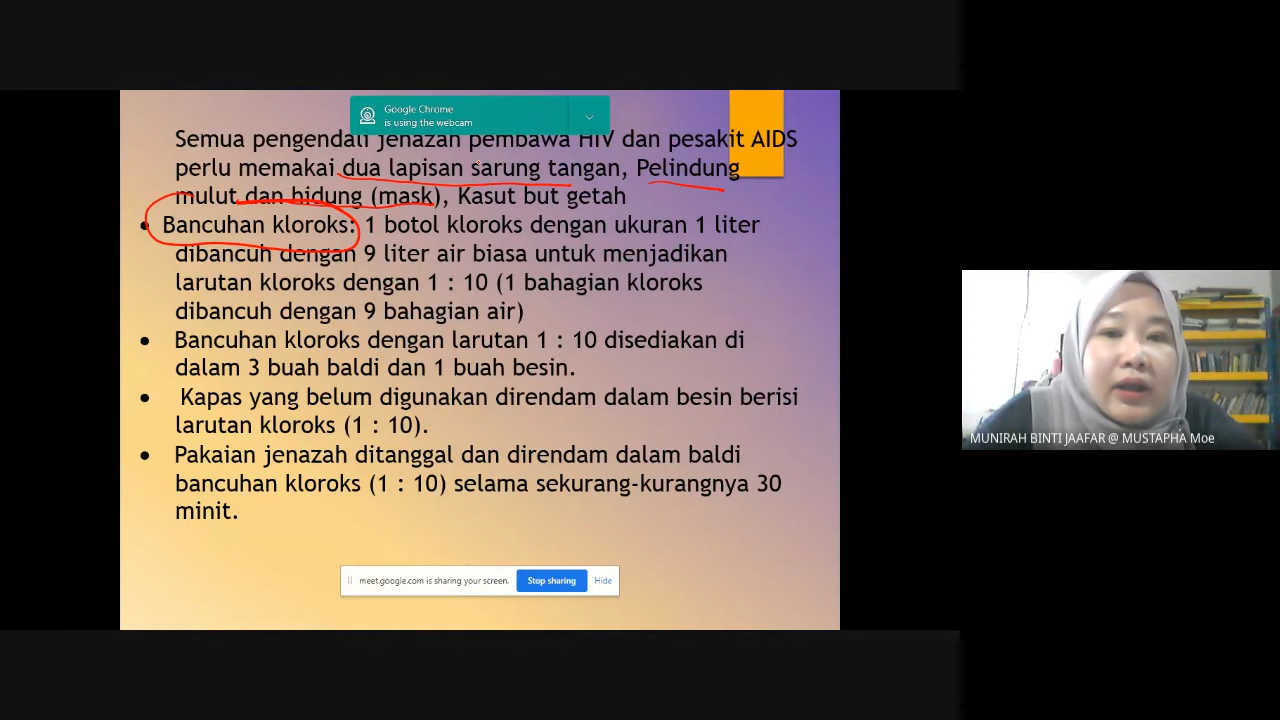 Google Chrome
is using the webcam
Semua pengendali jenazah pembawa HIV dan pesakit AIDS
perlu memakai dua lapisan sarung tangan, Pelindung
mulut dan hidung (mask), Kasut but getah
• Bancuhan kloroks: 1 botol kloroks dengan ukuran 1 liter
dibancuh dengan 9 liter air biasa untuk menjadikan
larutan kloroks dengan 1 : 10 (1 bahagian kloroks
dibancuh dengan 9 bahagian air)
• Bancuhan kloroks dengan larutan 1 : 10 disediakan di
dalam 3 buah baldi dan 1 buah besin.
• Kapas yang belum digunakan direndam dalam besin berisi
larutan kloroks (1 : 10).
• Pakaian jenazah ditanggal dan direndam dalam baldi
bancuhan kloroks (1 : 10) selama sekurang-kurangnya 30
minit.
meet.google.com is sharing your screen. Stop sharing Hide
MUNIRAH BINTI JAAFAR @ MUSTAPHA Moe